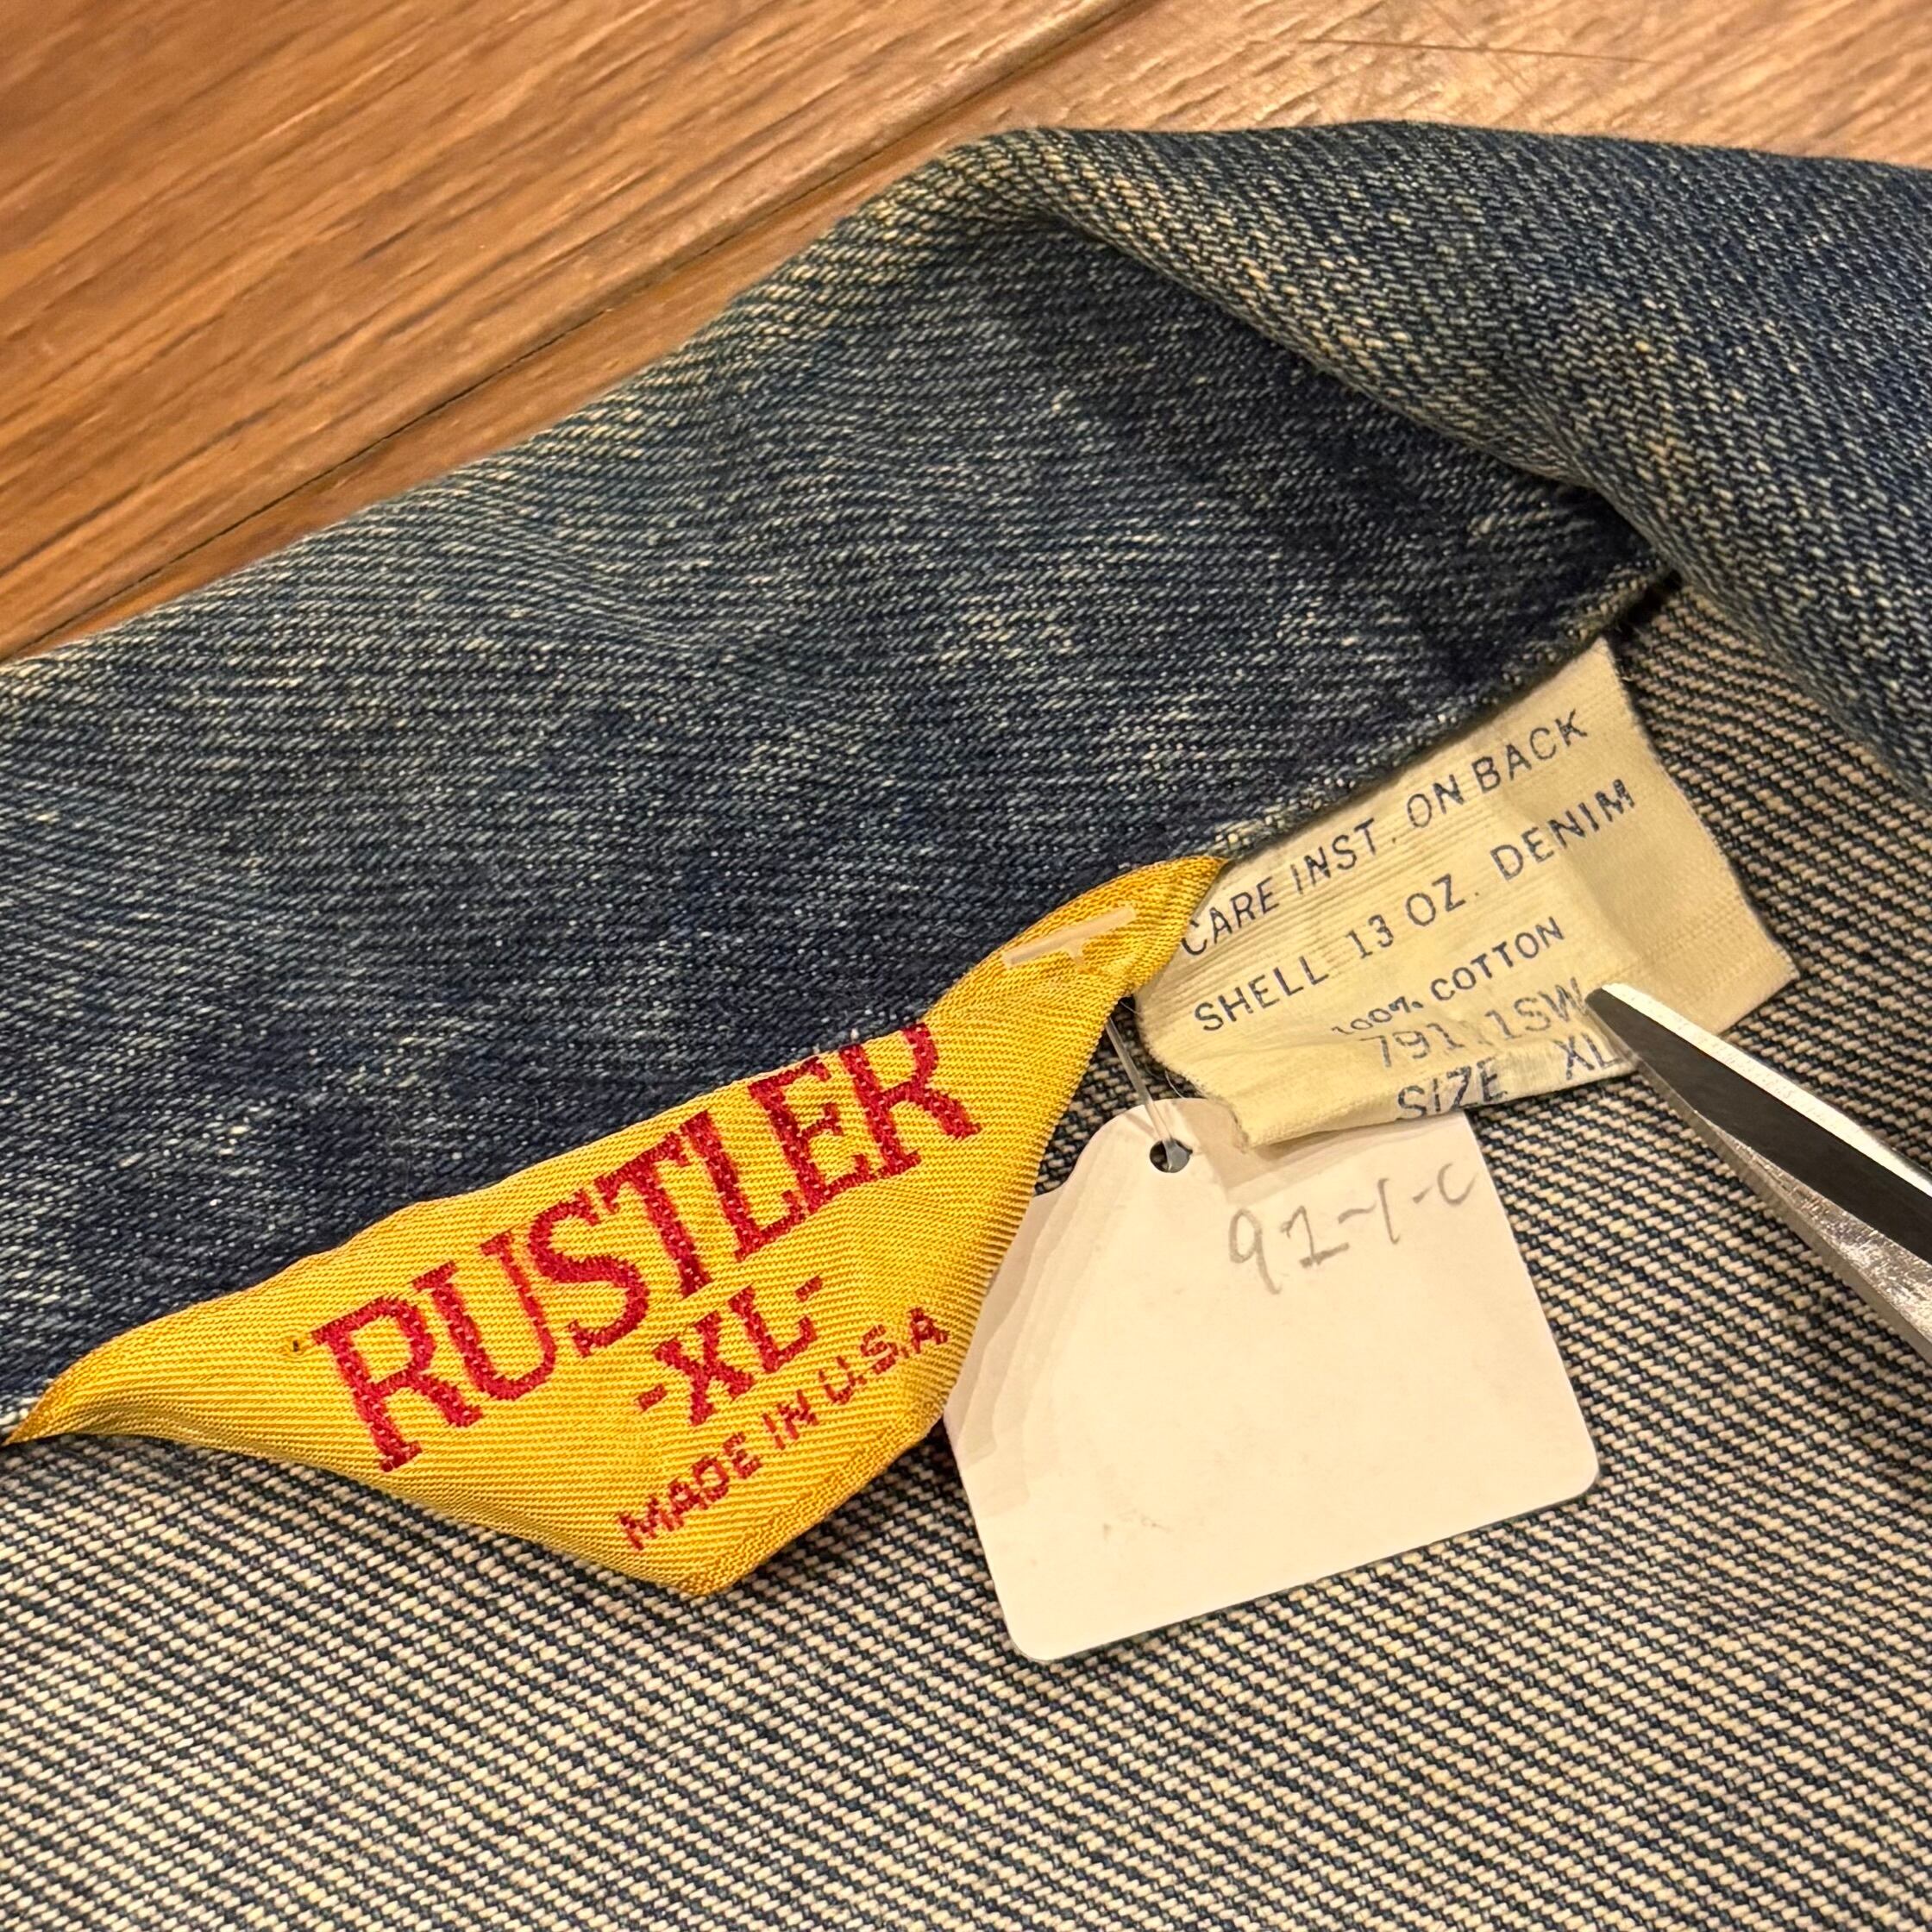 RUSTLER
-XL-
MADE IN U.S.A.
CARE INST. ON BACK
SHELL 13 OZ. DENIM
100% COTTON
SIZE XL